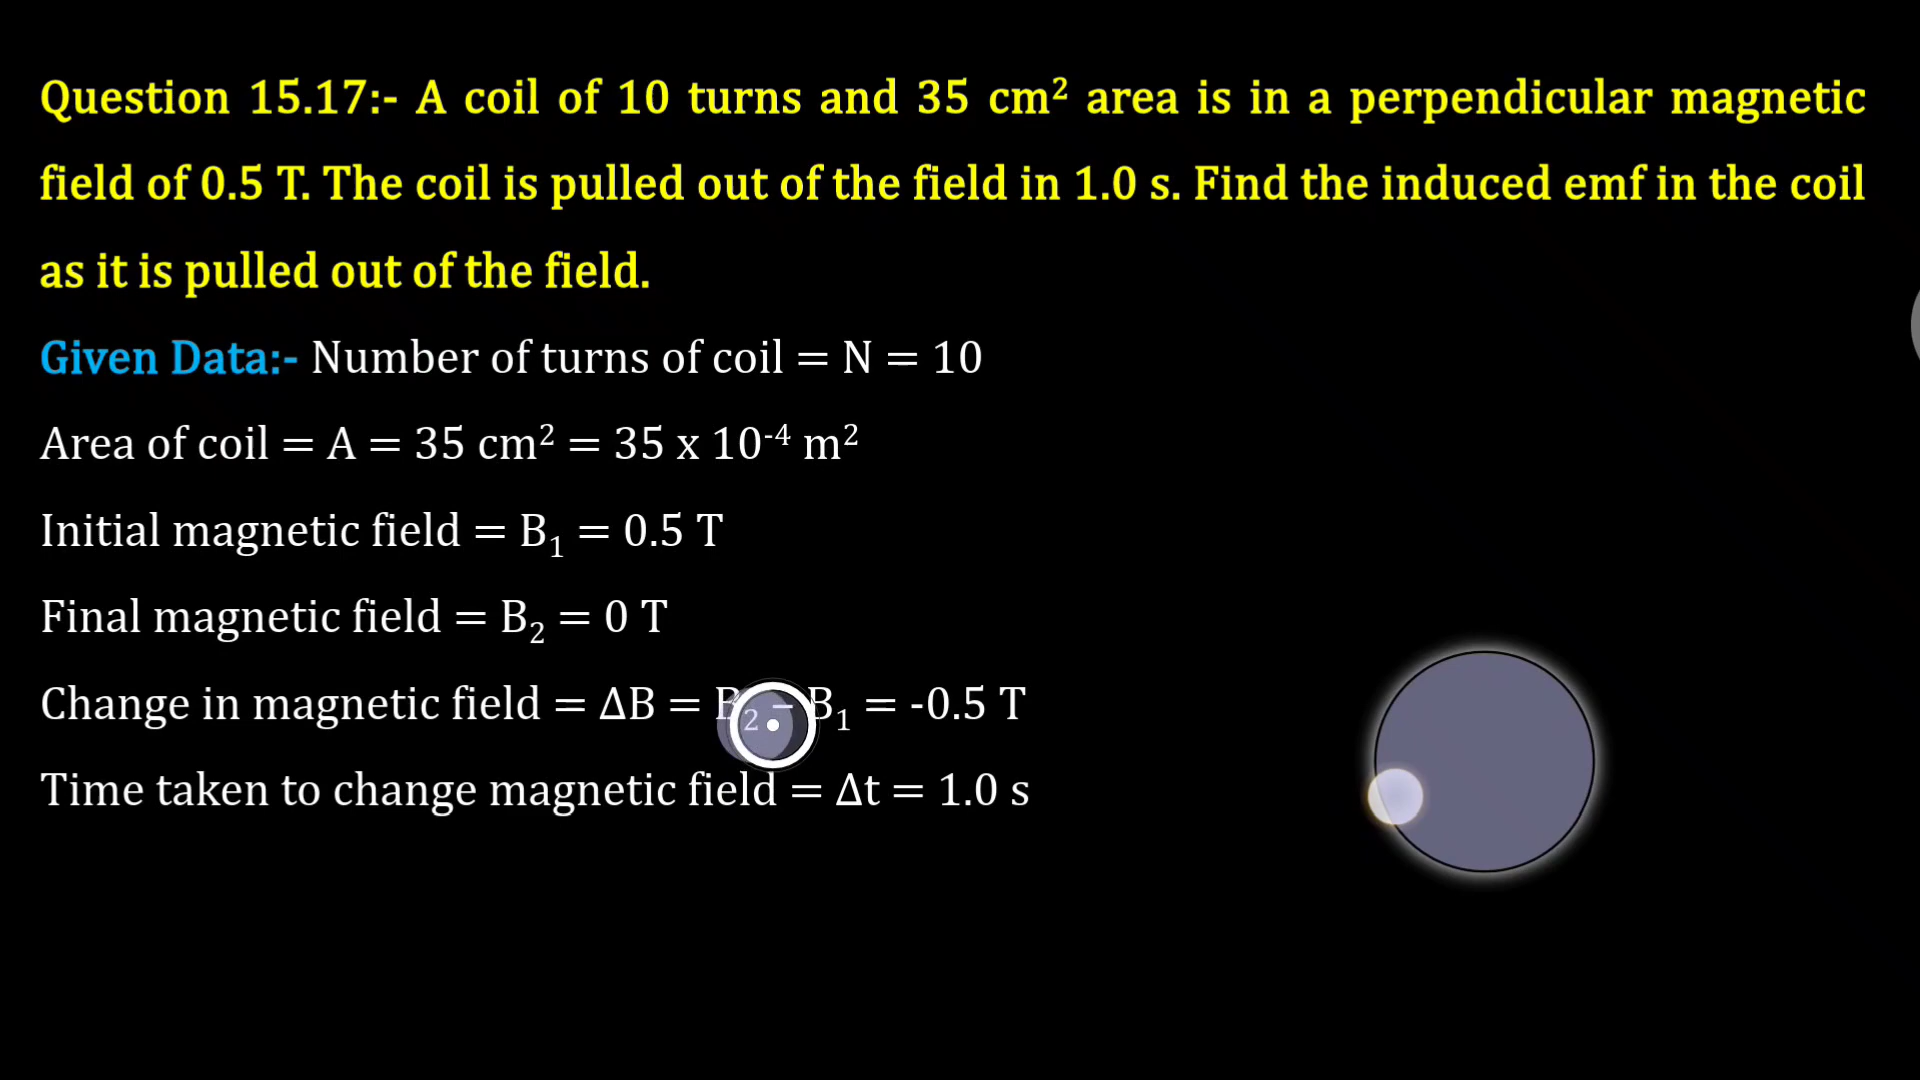 Question 15.17:- A coil of 10 turns and 35 cm² area is in a perpendicular magnetic
field of 0.5 T. The coil is pulled out of the field in 1.0 s. Find the induced emf in the coil
as it is pulled out of the field.
Given Data:- Number of turns of coil = N = 10
Area of coil = A = 35 cm² = 35 x 10⁻⁴ m²
Initial magnetic field = B₁ = 0.5 T
Final magnetic field = B₂ = 0 T
Change in magnetic field = ΔB = B₂ – B₁ = -0.5 T
Time taken to change magnetic field = Δt = 1.0 s